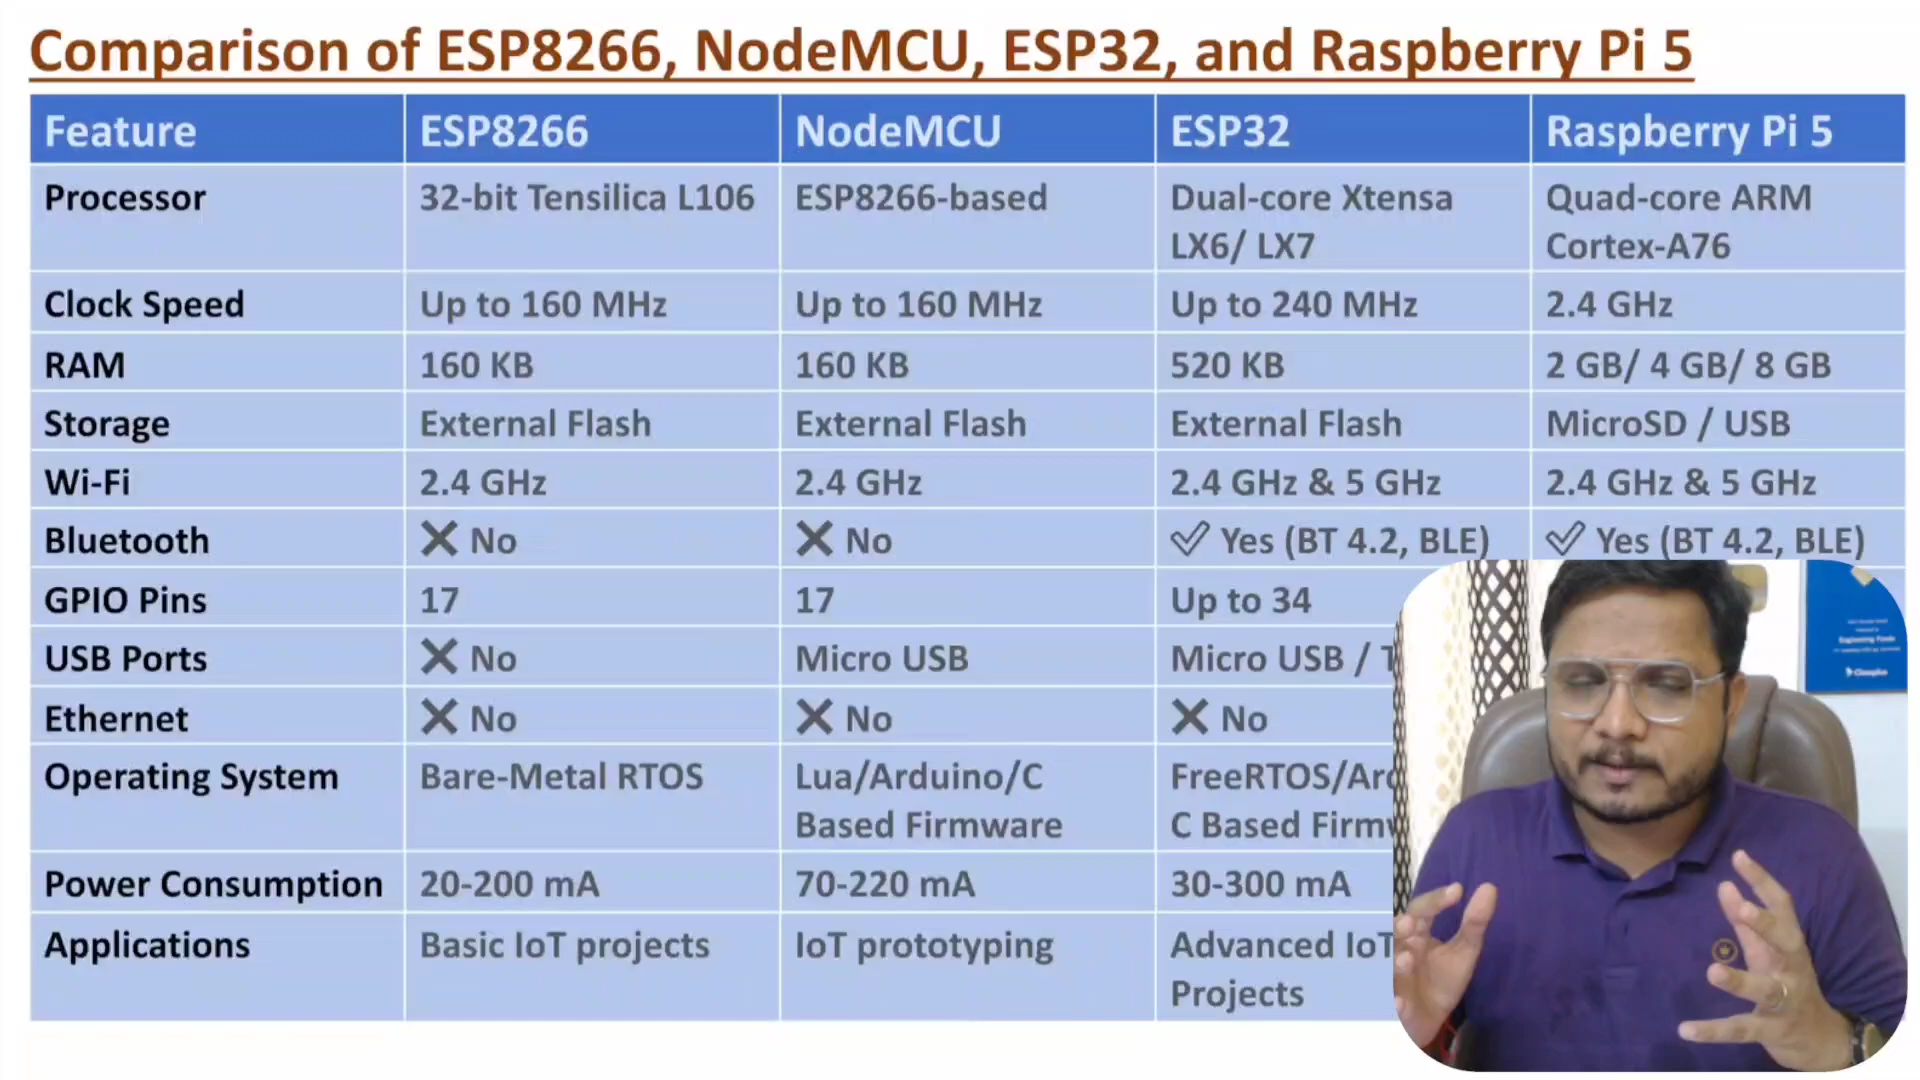 Comparison of ESP8266, NodeMCU, ESP32, and Raspberry Pi 5
Feature ESP8266 NodeMCU ESP32 Raspberry Pi 5
Processor 32-bit Tensilica L106 ESP8266-based Dual-core Xtensa LX6/ LX7 Quad-core ARM Cortex-A76
Clock Speed Up to 160 MHz Up to 160 MHz Up to 240 MHz 2.4 GHz
RAM 160 KB 160 KB 520 KB 2 GB/ 4 GB/ 8 GB
Storage External Flash External Flash External Flash MicroSD / USB
Wi-Fi 2.4 GHz 2.4 GHz 2.4 GHz & 5 GHz 2.4 GHz & 5 GHz
Bluetooth ❌ No ❌ No ✅ Yes (BT 4.2, BLE) ✅ Yes (BT 4.2, BLE)
GPIO Pins 17 17 Up to 34
USB Ports ❌ No Micro USB Micro USB /
Ethernet ❌ No ❌ No ❌ No
Operating System Bare-Metal RTOS Lua/Arduino/C Based Firmware FreeRTOS/Ard C Based Firm
Power Consumption 20-200 mA 70-220 mA 30-300 mA
Applications Basic IoT projects IoT prototyping Advanced IoT Projects